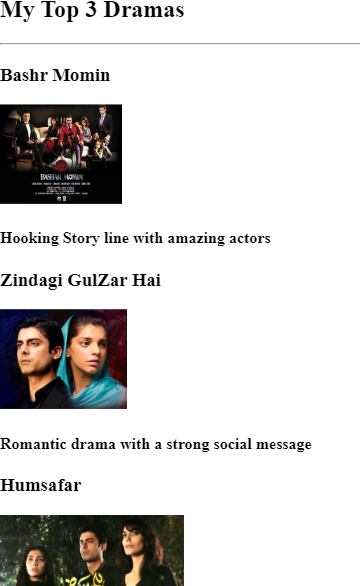 My Top 3 Dramas
Bashr Momin
BASHAR MOMIN
Hooking Story line with amazing actors
Zindagi GulZar Hai
Romantic drama with a strong social message
Humsafar